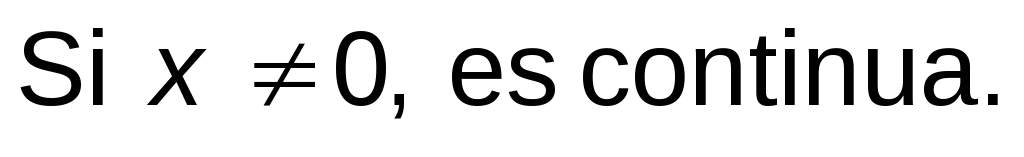 Si x ≠ 0, es continua.